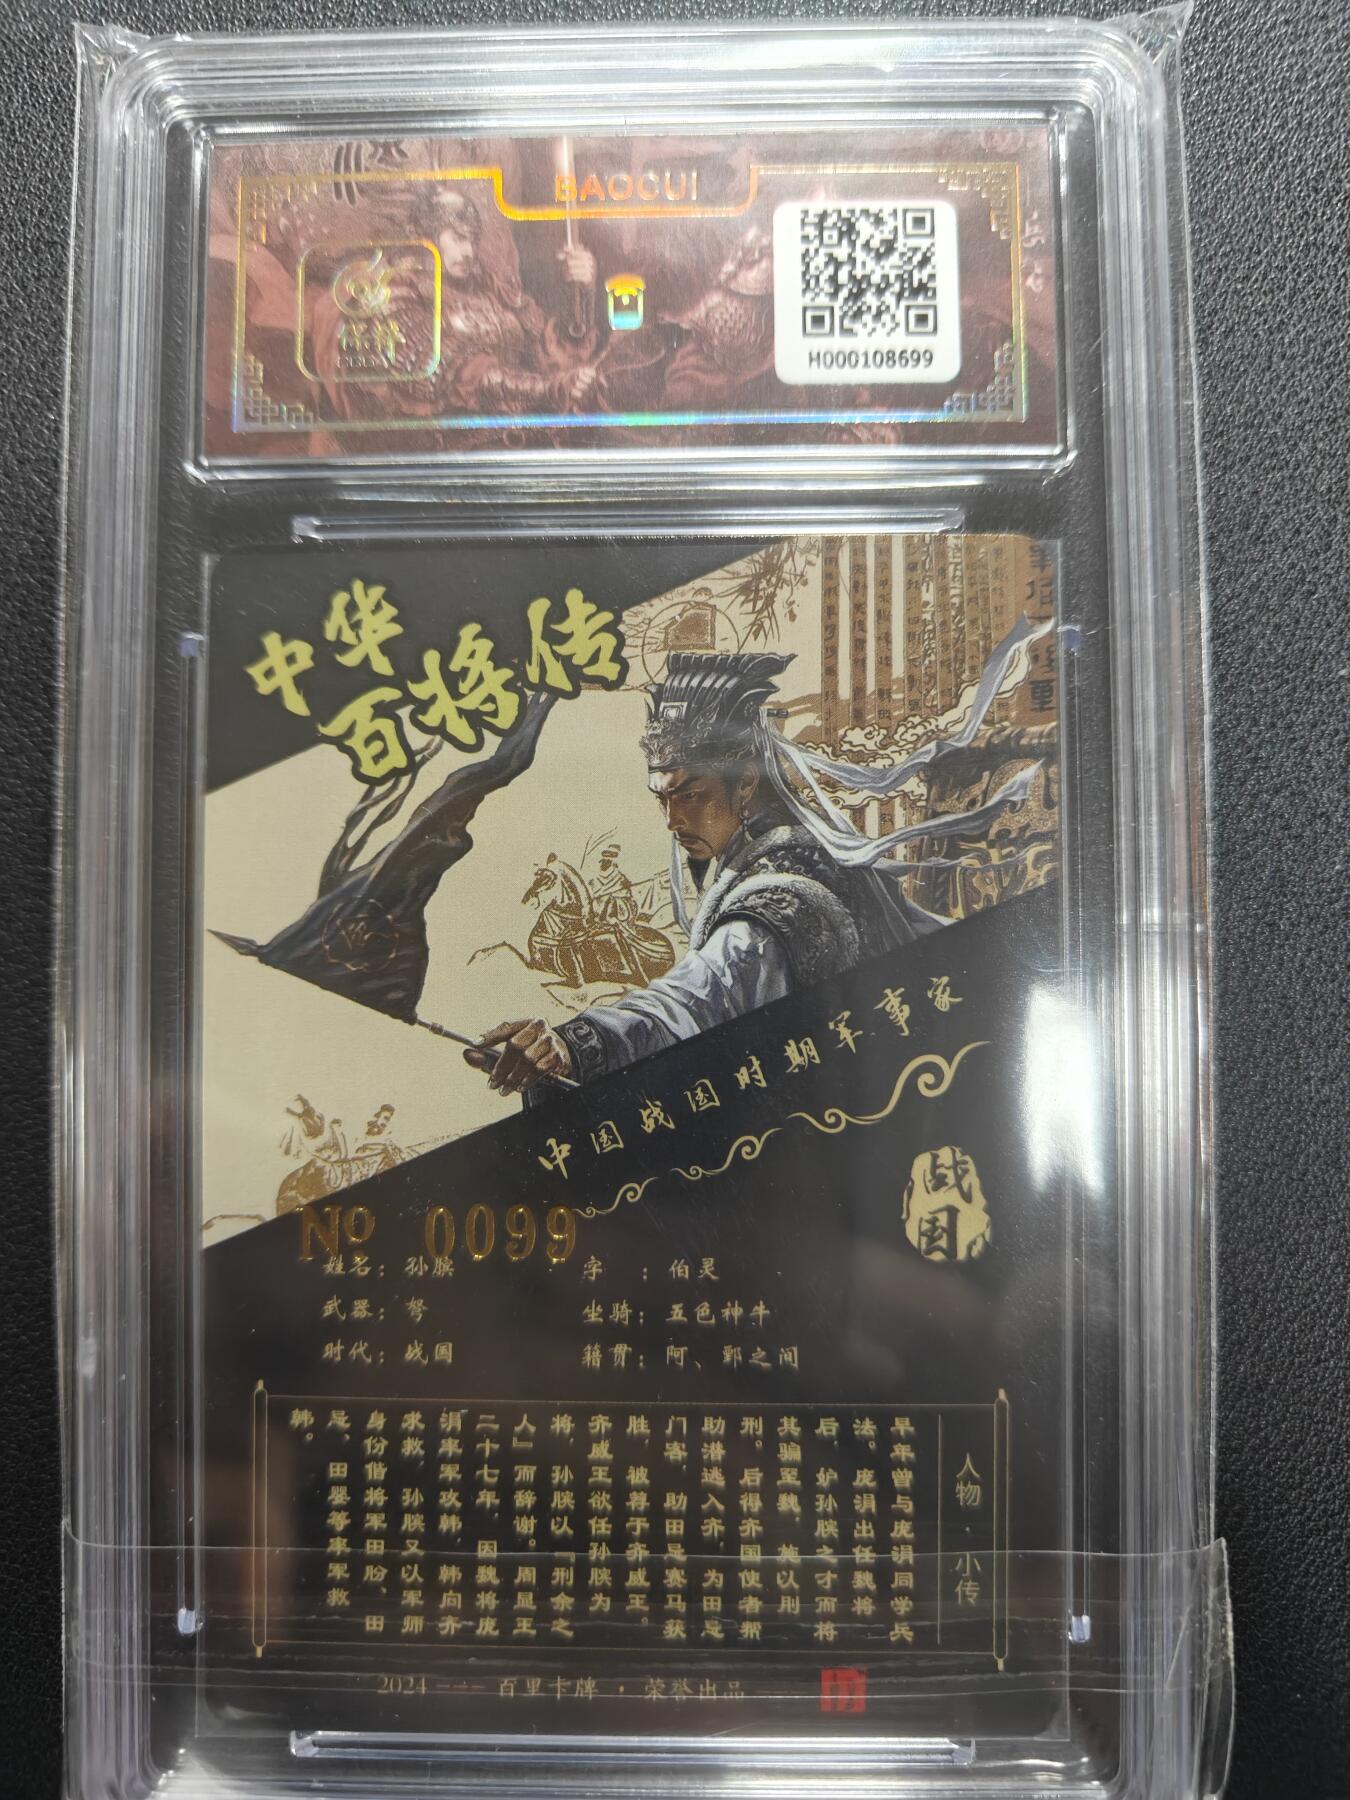 BAOCUI
保粹
H000108699
中华
百将传
中国战国时期军事家
战国
№ 0099
姓名：孙膑 字：伯灵
武器：弩 坐骑：五色神牛
时代：战国 籍贯：阿、鄄之间
人物·小传
早年曾与庞涓同学兵
法。庞涓出任魏将
后，妒孙膑之才而将
其骗至魏，施以刖
刑。后得齐国使者帮
助潜逃入齐，为田忌
门客，助田忌赛马获
胜，被荐于齐威王。
齐威王欲任孙膑为
将，孙膑以『刑余之
人』而辞谢。周显王
二十七年，因魏将庞
涓率军攻韩，韩向齐
求救，孙膑又以军师
身份偕将军田盼、田
忌、田婴等率军救
韩。
2024 --- 百里卡牌·荣誉出品 ---